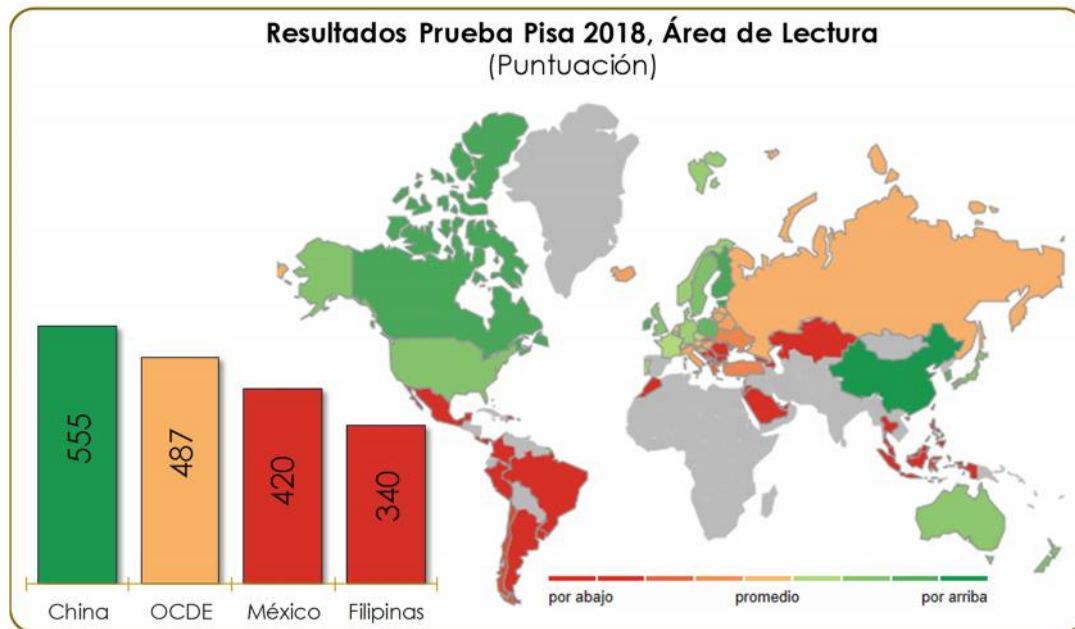 Resultados Prueba Pisa 2018, Área de Lectura
(Puntuación)
555
487
420
340
China
OCDE
México
Filipinas
por abajo
promedio
por arriba